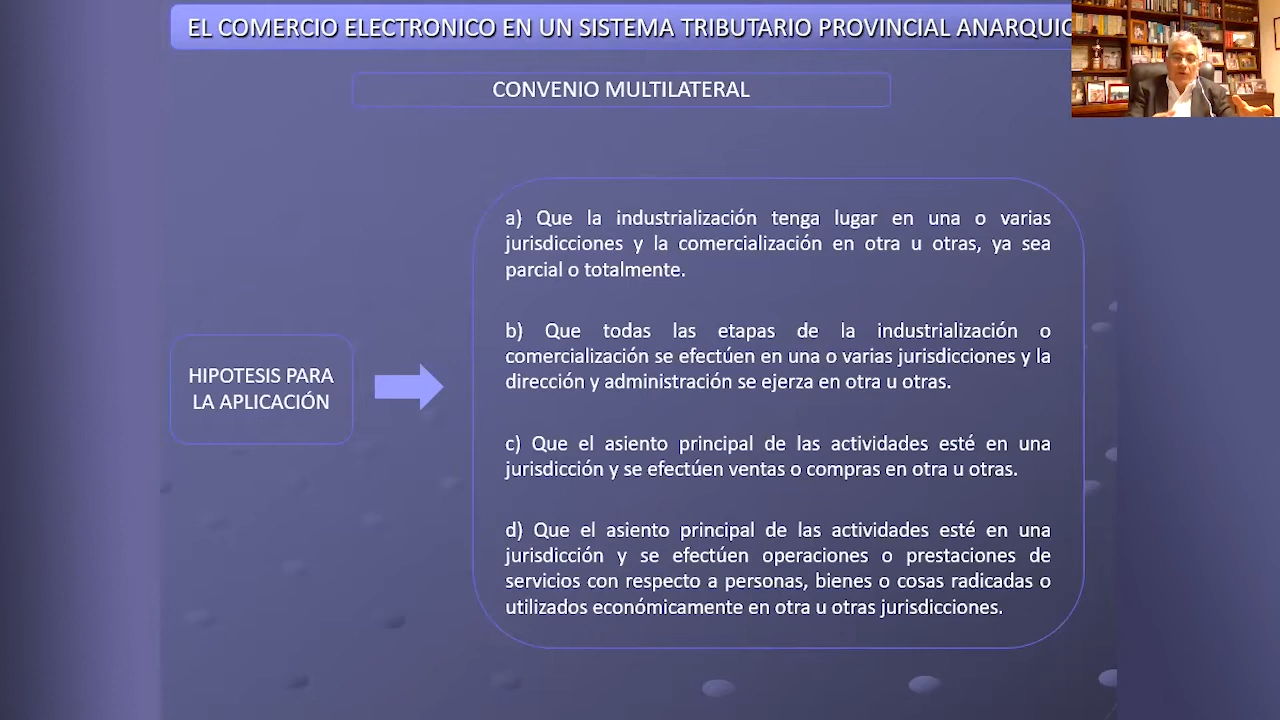 EL COMERCIO ELECTRONICO EN UN SISTEMA TRIBUTARIO PROVINCIAL
CONVENIO MULTILATERAL
a) Que la industrialización tenga lugar en una o varias
jurisdicciones y la comercialización en otra u otras, ya sea
parcial o totalmente.
b) Que todas las etapas de la industrialización o
comercialización se efectúen en una o varias jurisdicciones y la
dirección y administración se ejerza en otra u otras.
HIPOTESIS PARA
LA APLICACIÓN
c) Que el asiento principal de las actividades esté en una
jurisdicción y se efectúen ventas o compras en otra u otras.
d) Que el asiento principal de las actividades esté en una
jurisdicción y se efectúen operaciones o prestaciones de
servicios con respecto a personas, bienes o cosas radicadas o
utilizados económicamente en otra u otras jurisdicciones.